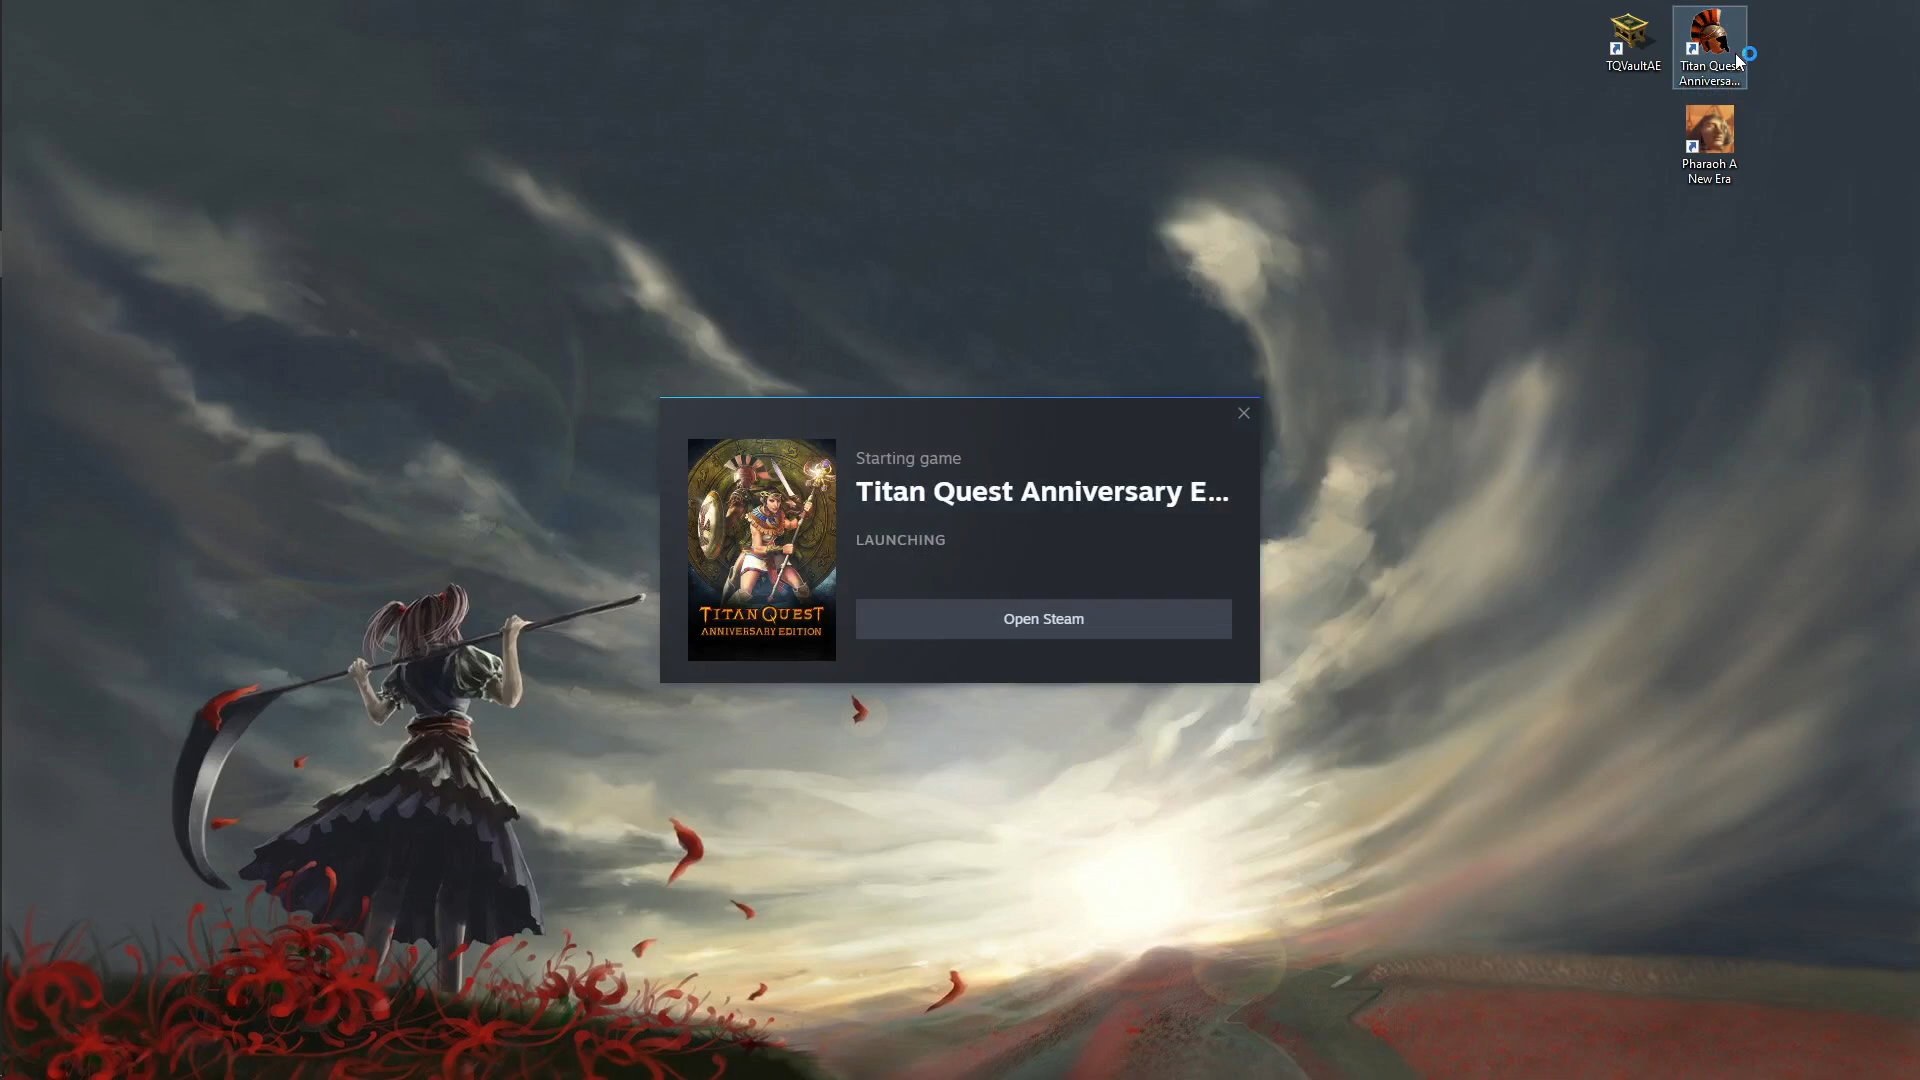 TQVaultAE
Titan Quest
Anniversa...
Pharaoh A
New Era
Starting game
Titan Quest Anniversary E...
LAUNCHING
Open Steam
TITAN QUEST
ANNIVERSARY EDITION